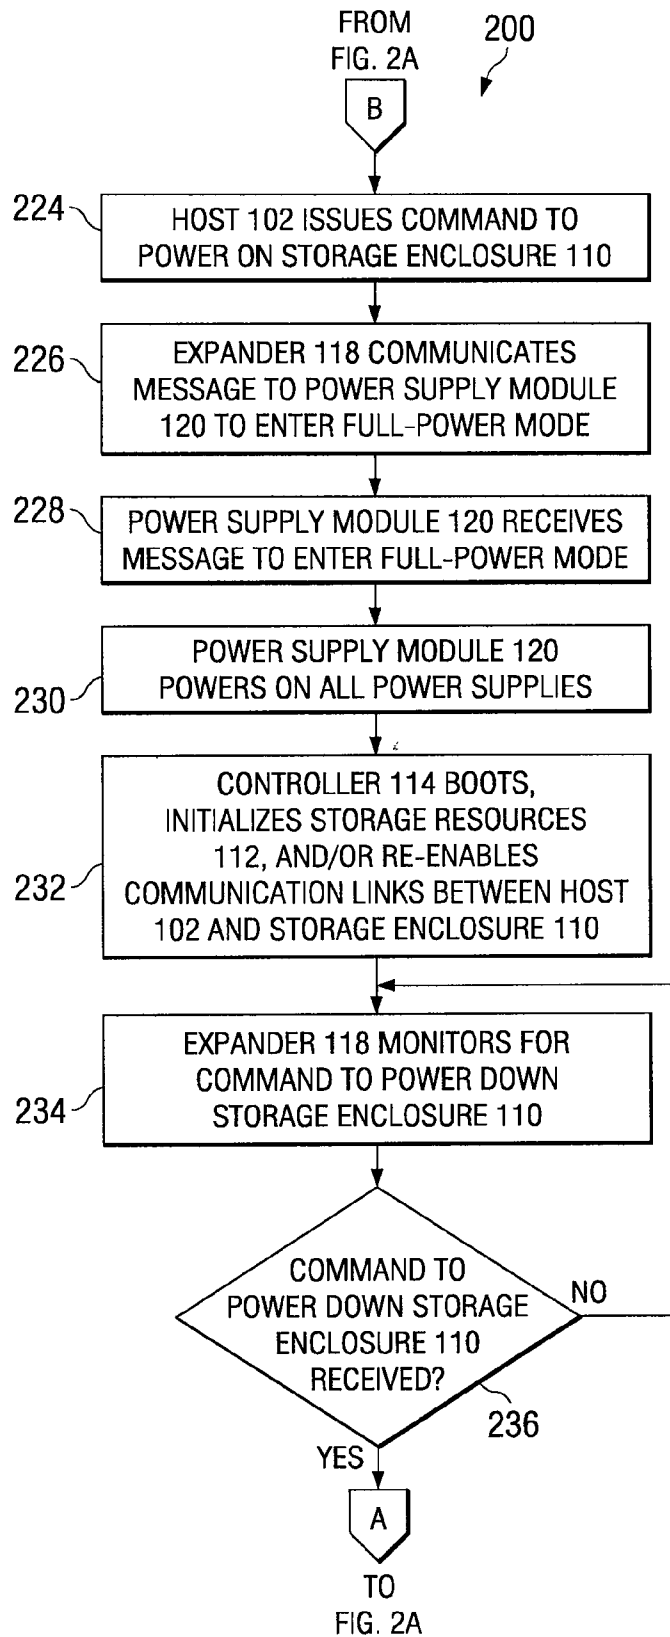 FROM
FIG. 2A
200
B
224
HOST 102 ISSUES COMMAND TO
POWER ON STORAGE ENCLOSURE 110
226
EXPANDER 118 COMMUNICATES
MESSAGE TO POWER SUPPLY MODULE
120 TO ENTER FULL-POWER MODE
228
POWER SUPPLY MODULE 120 RECEIVES
MESSAGE TO ENTER FULL-POWER MODE
230
POWER SUPPLY MODULE 120
POWERS ON ALL POWER SUPPLIES
232
CONTROLLER 114 BOOTS,
INITIALIZES STORAGE RESOURCES
112, AND/OR RE-ENABLES
COMMUNICATION LINKS BETWEEN HOST
102 AND STORAGE ENCLOSURE 110
234
EXPANDER 118 MONITORS FOR
COMMAND TO POWER DOWN
STORAGE ENCLOSURE 110
COMMAND TO
POWER DOWN STORAGE
ENCLOSURE 110
RECEIVED?
NO
236
YES
A
TO
FIG. 2A